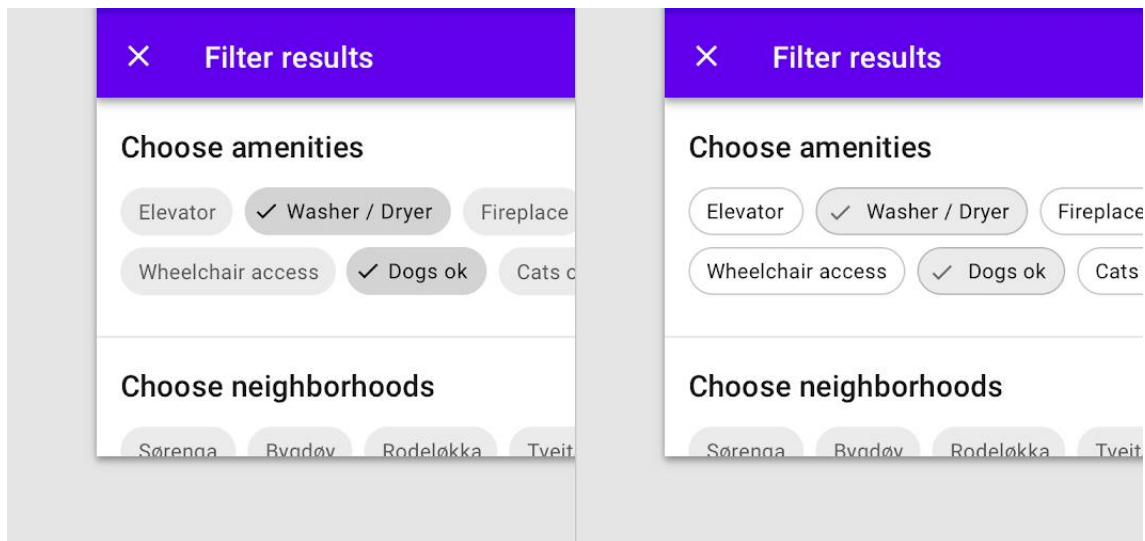 Filter results
Choose amenities
Elevator Washer / Dryer Fireplace
Wheelchair access Dogs ok Cats
Choose neighborhoods
Sørenga Bygdøy Rodeløkka
Filter results
Choose amenities
Elevator Washer / Dryer Fireplace
Wheelchair access Dogs ok Cats
Choose neighborhoods
Sørenga Bygdøy Rodeløkka